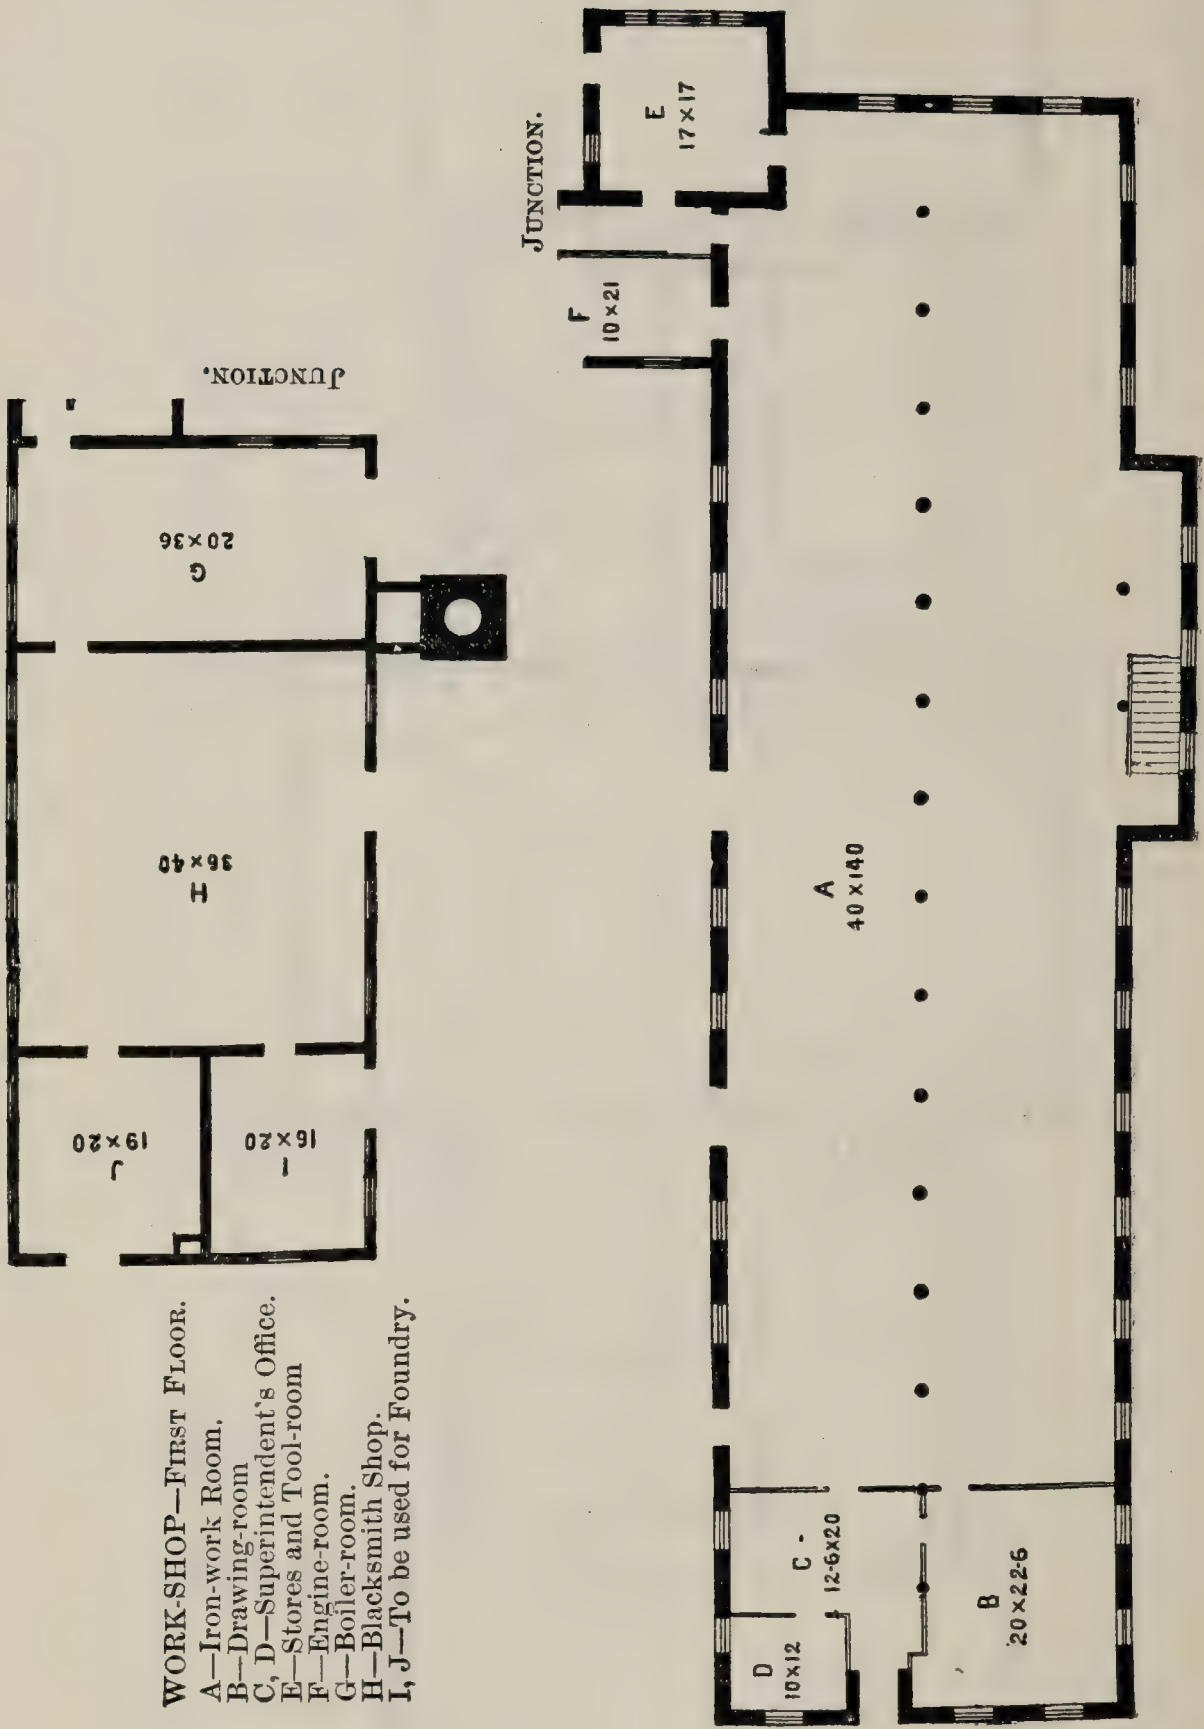 WORK-SHOP—FIRST FLOOR.
A—Iron-work Room.
B—Drawing-room
C, D—Superintendent's Office.
E—Stores and Tool-room
F—Engine-room.
G—Boiler-room.
H—Blacksmith Shop.
I, J—To be used for Foundry.
J
19×20
I
16×20
H
36×40
G
20×36
JUNCTION.
JUNCTION.
F
10×21
E
17×17
A
40×140
C
12-6×20
D
10×12
B
20×22-6